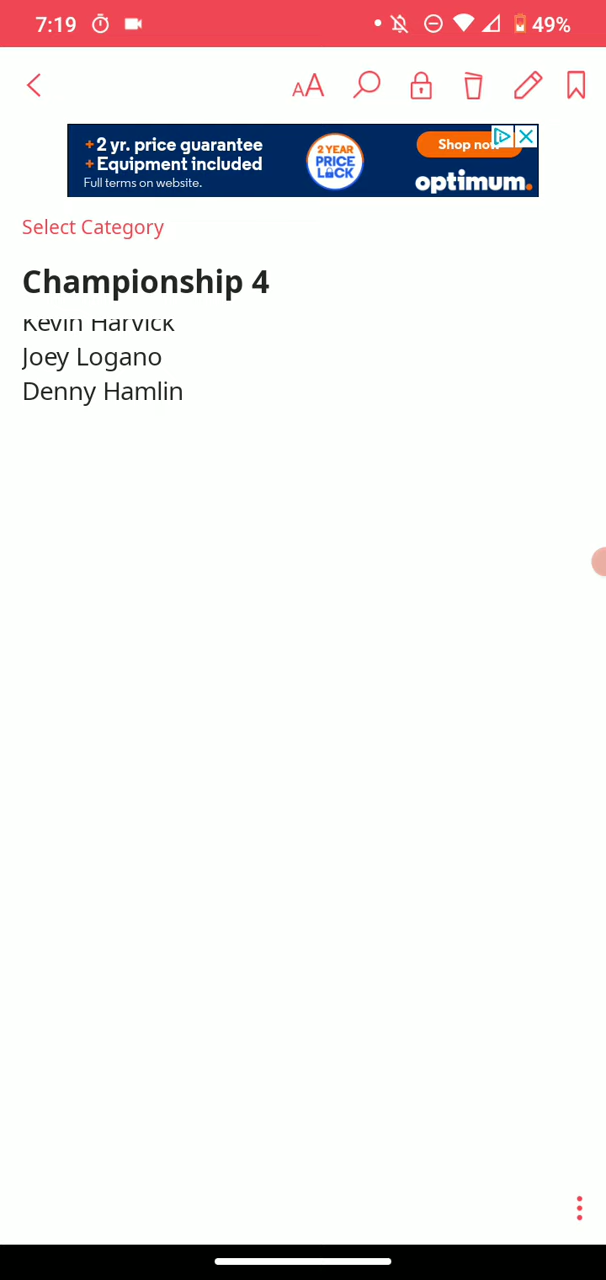 7:19
49%
AA
+2 yr. price guarantee
+Equipment included
Full terms on website.
2 YEAR
PRICE
LOCK
Shop now
optimum.
Select Category
Championship 4
Kevin Harvick
Joey Logano
Denny Hamlin